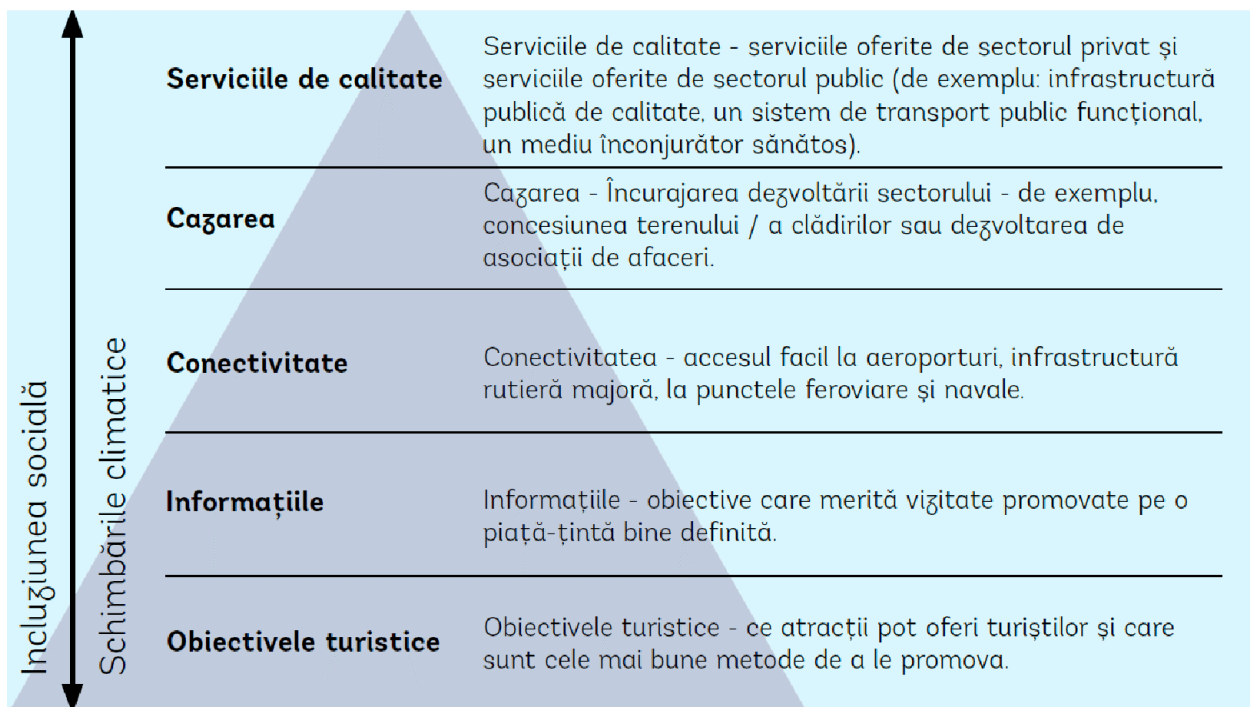 Incluziunea socială
Schimbările climatice
Serviciile de calitate
Serviciile de calitate - serviciile oferite de sectorul privat și
serviciile oferite de sectorul public (de exemplu: infrastructură
publică de calitate, un sistem de transport public funcțional,
un mediu înconjurător sănătos).
Cazarea
Cazarea - Încurajarea dezvoltării sectorului - de exemplu,
concesiunea terenului / a clădirilor sau dezvoltarea de
asociații de afaceri.
Conectivitate
Conectivitatea - accesul facil la aeroporturi, infrastructură
rutieră majoră, la punctele feroviare și navale.
Informațiile
Informațiile - obiective care merită vizitate promovate pe o
piață-țintă bine definită.
Obiectivele turistice
Obiectivele turistice - ce atracții pot oferi turiștilor și care
sunt cele mai bune metode de a le promova.